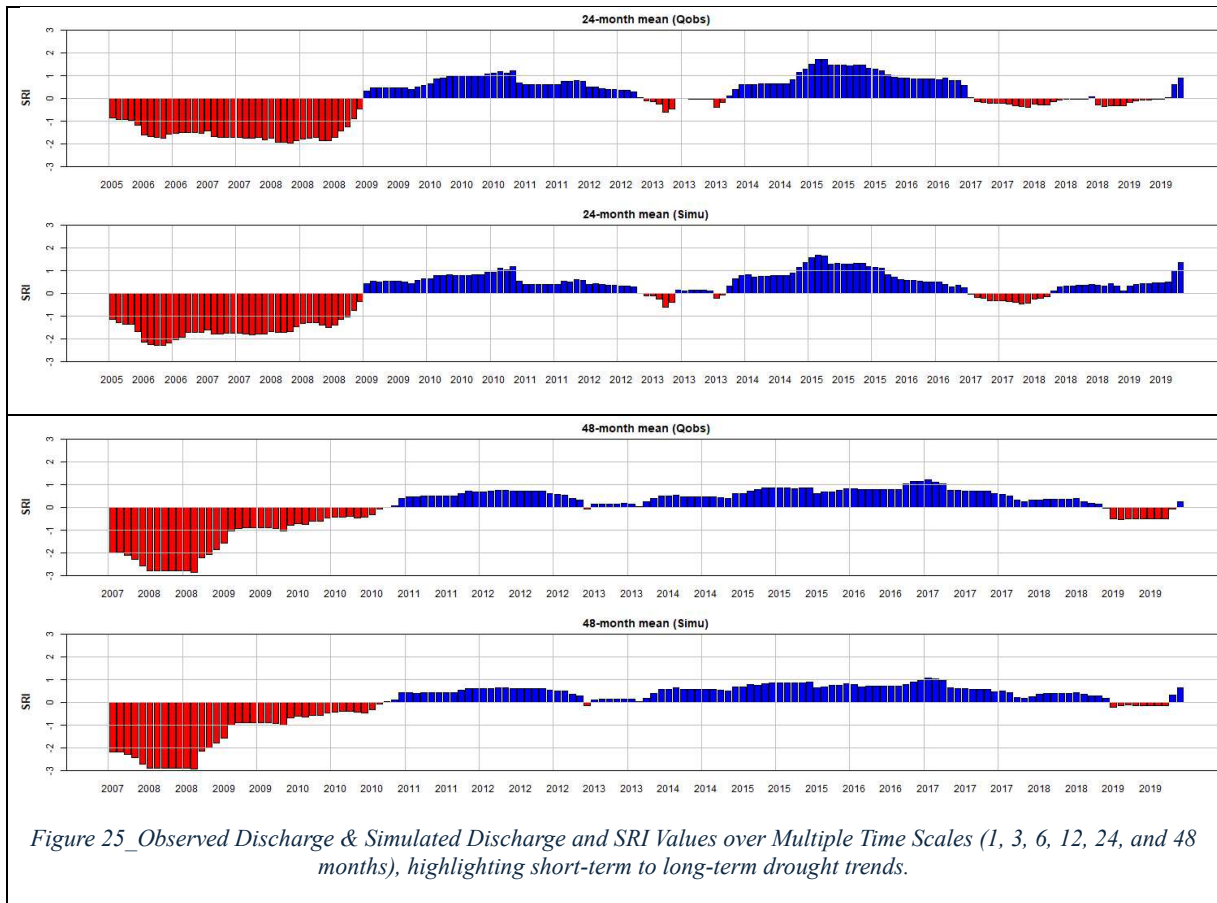 24-month mean (Qobs)
3
2
1
0
-1
-2
-3
SRI
2005 2006 2006 2007 2007 2008 2008 2008 2009 2009 2010 2010 2010 2011 2011 2012 2012 2013 2013 2013 2014 2014 2015 2015 2015 2016 2016 2017 2017 2018 2018 2018 2019 2019
24-month mean (Simu)
3
2
1
0
-1
-2
-3
SRI
2005 2006 2006 2007 2007 2008 2008 2008 2009 2009 2010 2010 2010 2011 2011 2012 2012 2013 2013 2013 2014 2014 2015 2015 2015 2016 2016 2017 2017 2018 2018 2018 2019 2019
48-month mean (Qobs)
3
2
1
0
-1
-2
-3
SRI
2007 2008 2008 2009 2009 2010 2010 2010 2011 2011 2012 2012 2012 2013 2013 2014 2014 2015 2015 2015 2016 2016 2017 2017 2017 2018 2018 2019 2019
48-month mean (Simu)
3
2
1
0
-1
-2
-3
SRI
2007 2008 2008 2009 2009 2010 2010 2010 2011 2011 2012 2012 2012 2013 2013 2014 2014 2015 2015 2015 2016 2016 2017 2017 2017 2018 2018 2019 2019
Figure 25_Observed Discharge & Simulated Discharge and SRI Values over Multiple Time Scales (1, 3, 6, 12, 24, and 48
months), highlighting short-term to long-term drought trends.